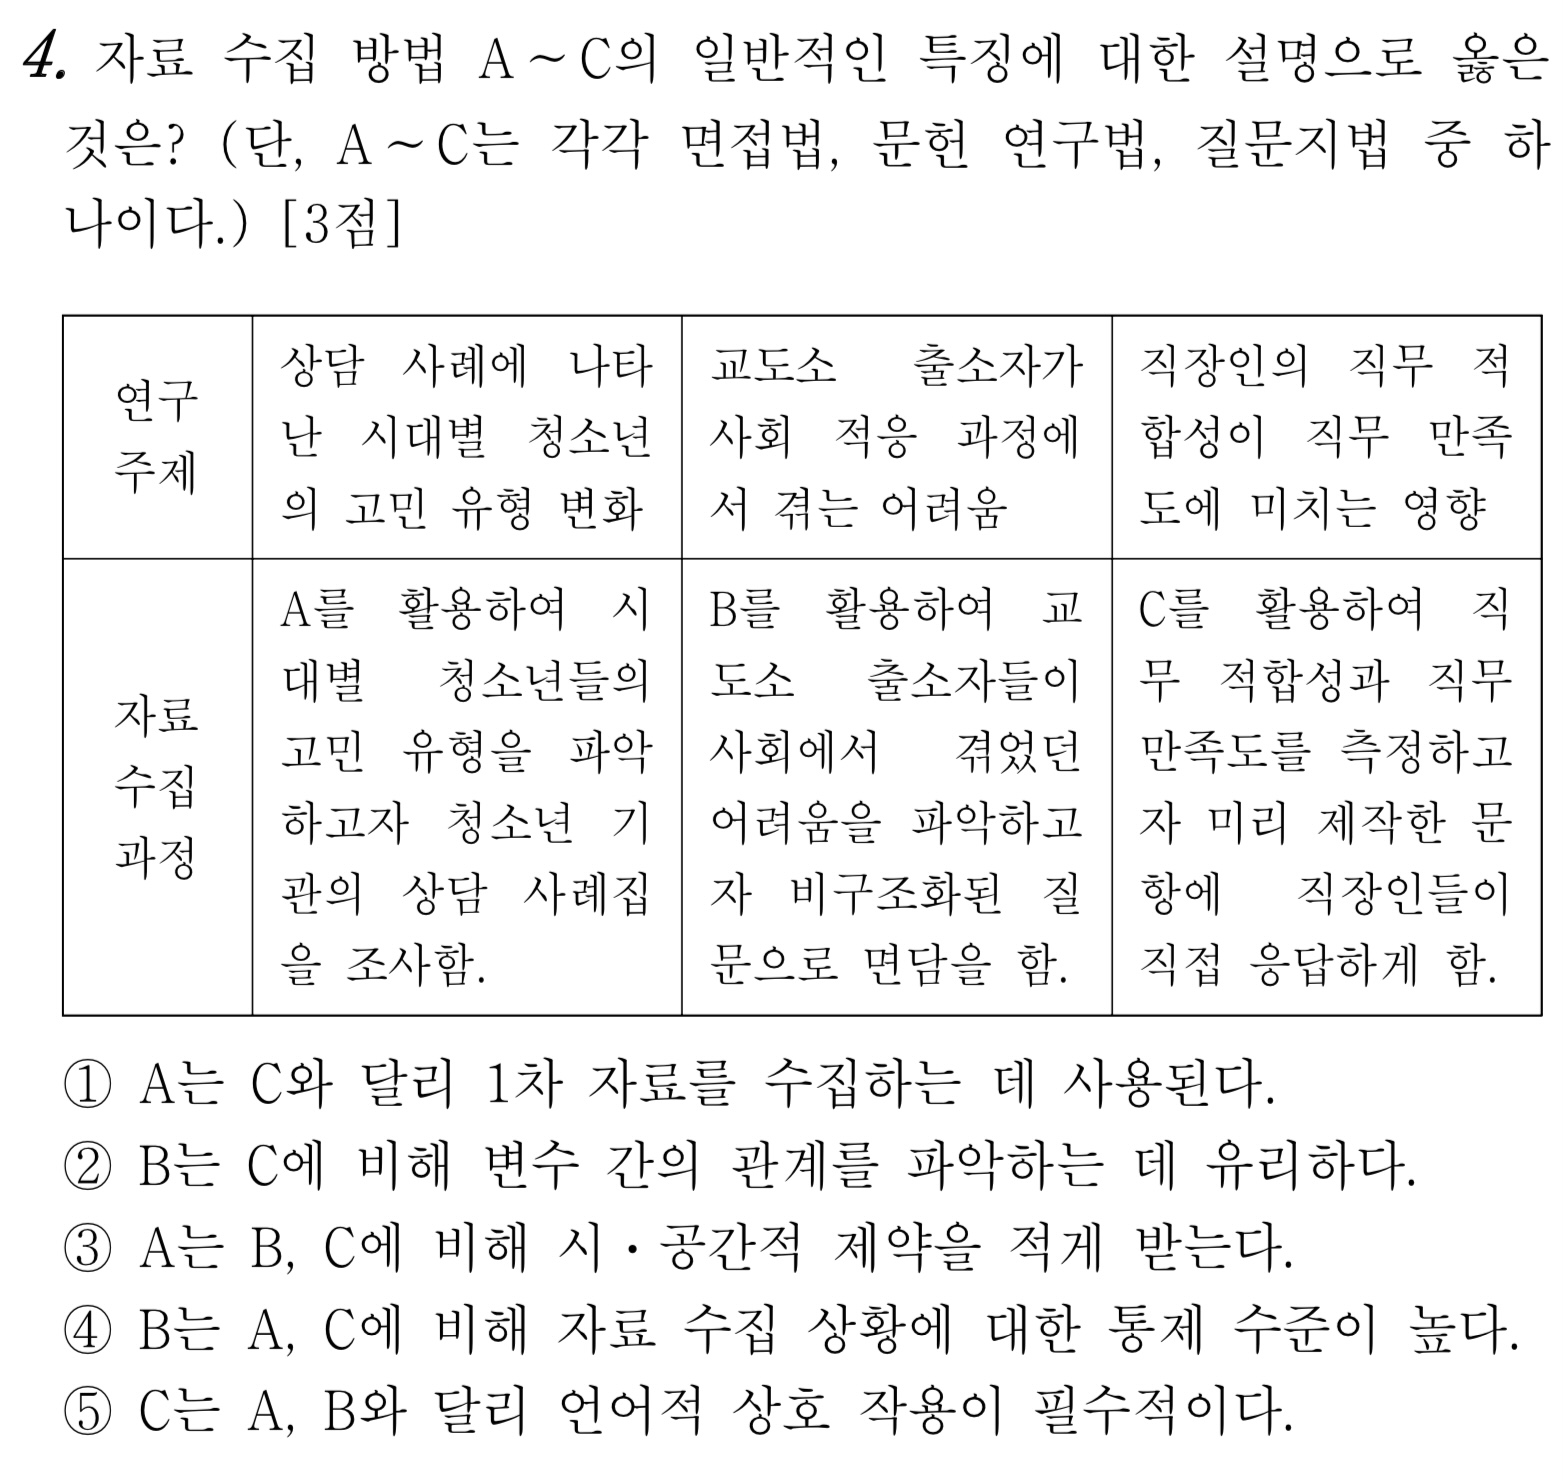 4. 자료 수집 방법 A～C의 일반적인 특징에 대한 설명으로 옳은
것은? (단, A～C는 각각 면접법, 문헌 연구법, 질문지법 중 하
나이다.) [3점]
연구
주제
상담 사례에 나타
난 시대별 청소년
의 고민 유형 변화
교도소 출소자가
사회 적응 과정에
서 겪는 어려움
직장인의 직무 적
합성이 직무 만족
도에 미치는 영향
자료
수집
과정
A를 활용하여 시
대별 청소년들의
고민 유형을 파악
하고자 청소년 기
관의 상담 사례집
을 조사함.
B를 활용하여 교
도소 출소자들이
사회에서 겪었던
어려움을 파악하고
자 비구조화된 질
문으로 면담을 함.
C를 활용하여 직
무 적합성과 직무
만족도를 측정하고
자 미리 제작한 문
항에 직장인들이
직접 응답하게 함.
① A는 C와 달리 1차 자료를 수집하는 데 사용된다.
② B는 C에 비해 변수 간의 관계를 파악하는 데 유리하다.
③ A는 B, C에 비해 시·공간적 제약을 적게 받는다.
④ B는 A, C에 비해 자료 수집 상황에 대한 통제 수준이 높다.
⑤ C는 A, B와 달리 언어적 상호 작용이 필수적이다.